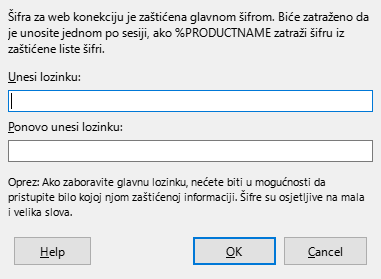 Šifra za web konekciju je zaštićena glavnom šifrom. Biće zatraženo da
je unosite jednom po sesiji, ako %PRODUCTNAME zatraži šifru iz
zaštićene liste šifri.
Unesi lozinku:
Ponovo unesi lozinku:
Oprez: Ako zaboravite glavnu lozinku, nećete biti u mogućnosti da
pristupite bilo kojoj njom zaštićenoj informaciji. Šifre su osjetljive na mala
i velika slova.
Help OK Cancel